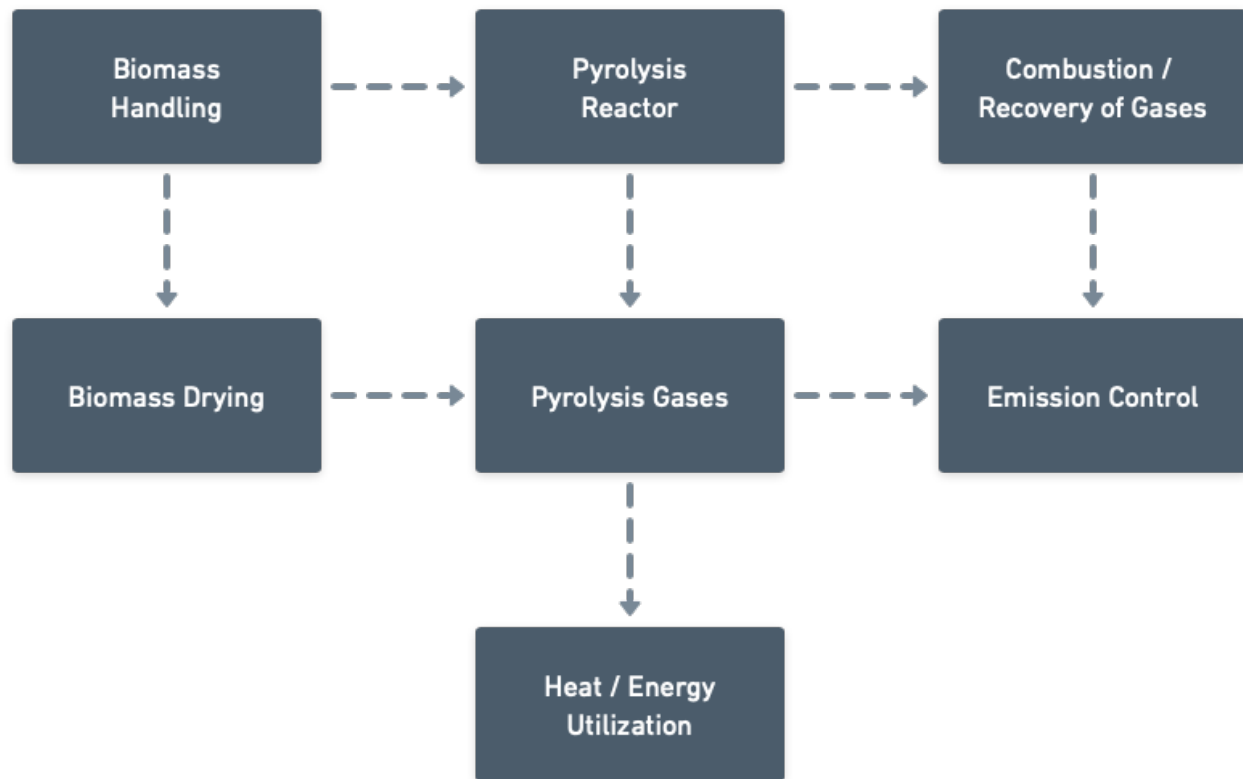 Biomass
Handling
Pyrolysis
Reactor
Combustion /
Recovery of Gases
Biomass Drying
Pyrolysis Gases
Emission Control
Heat / Energy
Utilization